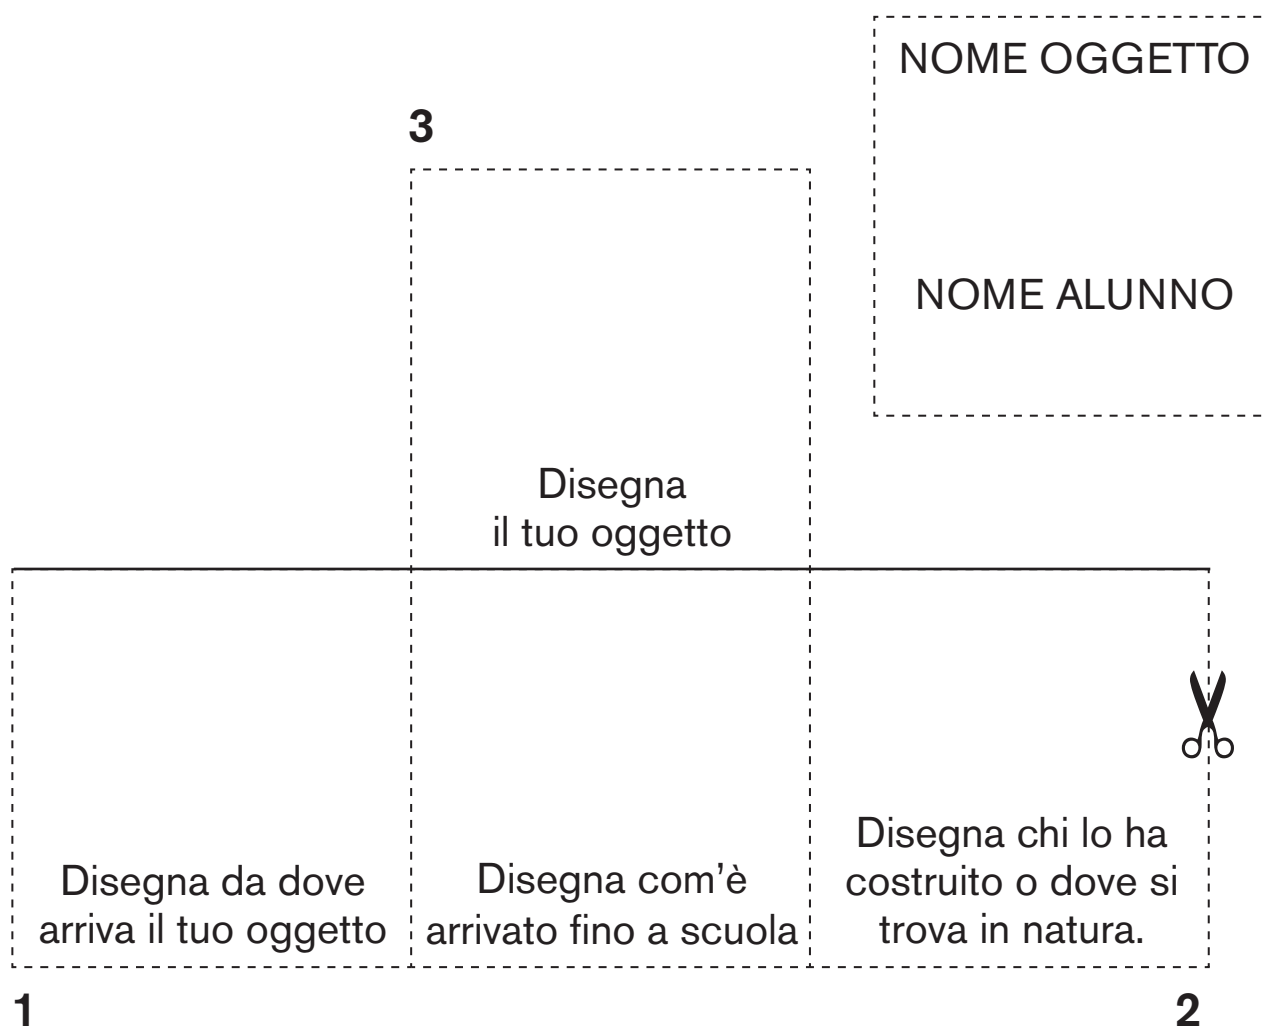 NOME OGGETTO
3
NOME ALUNNO
Disegna
il tuo oggetto
Disegna da dove
arriva il tuo oggetto
Disegna com'è
arrivato fino a scuola
Disegna chi lo ha
costruito o dove si
trova in natura.
1
2